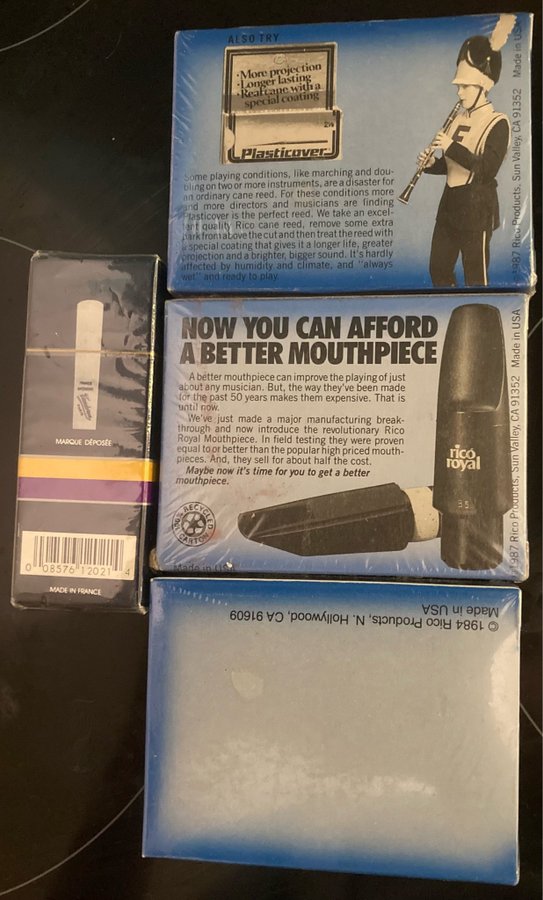 ALSO TRY
·More projection
·Longer lasting
·Real cane with a
special coating
2½
Plasticover
Some playing conditions, like marching and dou-
bling on two or more instruments, are a disaster for
an ordinary cane reed. For these conditions more
and more directors and musicians are finding
Plasticover is the perfect reed. We take an excel-
lent quality Rico cane reed, remove some extra
bark from above the cut and then treat the reed with
a special coating that gives it a longer life, greater
projection and a brighter, bigger sound. It's hardly
affected by humidity and climate, and "always
wet" and ready to play.
1987 Rico Products, Sun Valley, CA 91352 Made in USA
NOW YOU CAN AFFORD
A BETTER MOUTHPIECE
A better mouthpiece can improve the playing of just
about any musician. But, the way they've been made
for the past 50 years makes them expensive. That is
until now.
We've just made a major manufacturing break-
through and now introduce the revolutionary Rico
Royal Mouthpiece. In field testing they were proven
equal to or better than the popular high priced mouth-
pieces. And, they sell for about half the cost.
Maybe now it's time for you to get a better
mouthpiece.
100% RECYCLED
CARTON
Made in USA
rico
royal
B5
1987 Rico Products, Sun Valley, CA 91352 Made in USA
MARQUE DÉPOSÉE
0 08576 12021 4
MADE IN FRANCE
© 1984 Rico Products, N. Hollywood, CA 91609
Made in USA